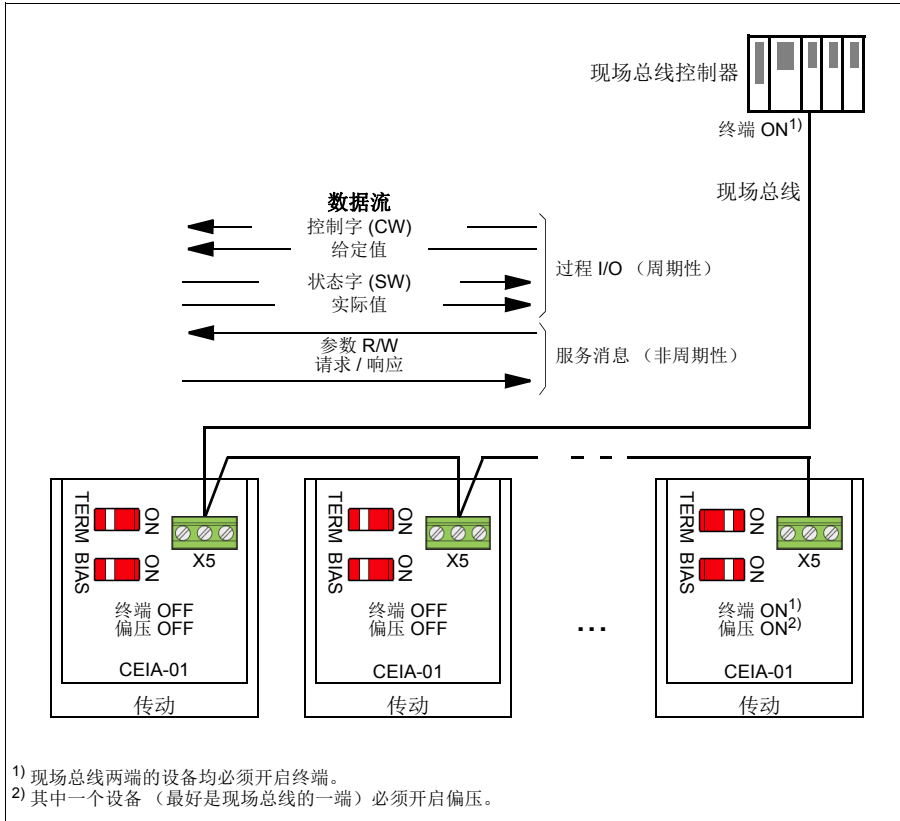 现场总线控制器
终端 ON1)
现场总线
数据流
控制字 (CW)
给定值
状态字 (SW)
实际值
过程 I/O （周期性）
参数 R/W
请求 / 响应
服务消息 （非周期性）
TERM
ON
BIAS
ON
X5
终端 OFF
偏压 OFF
CEIA-01
传动
TERM
ON
BIAS
ON
X5
终端 OFF
偏压 OFF
CEIA-01
传动
...
TERM
ON
BIAS
ON
X5
终端 ON1)
偏压 ON2)
CEIA-01
传动
1) 现场总线两端的设备均必须开启终端。
2) 其中一个设备 （最好是现场总线的一端）必须开启偏压。